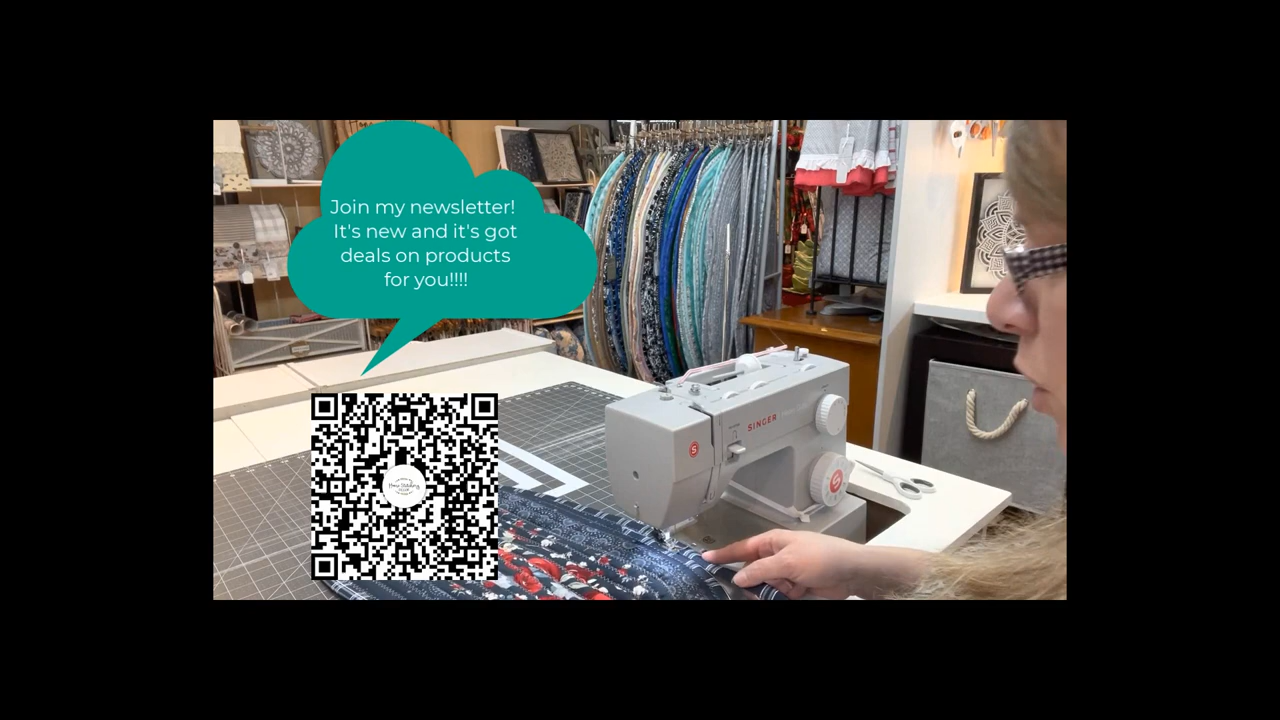 Join my newsletter!
It's new and it's got
deals on products
for you!!!!
SINGER
S
S